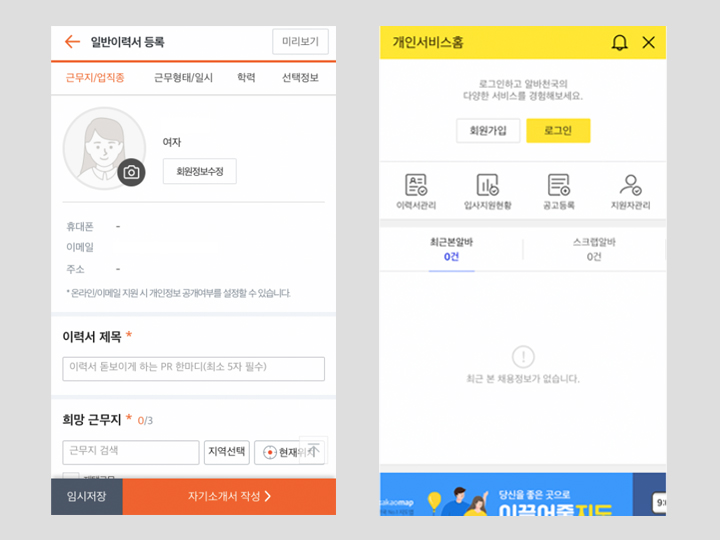 일반이력서 등록
미리보기
근무지/업직종
근무형태/일시
학력
선택정보
여자
회원정보수정
휴대폰 -
이메일
주소 -
* 온라인/이메일 지원 시 개인정보 공개여부를 설정할 수 있습니다.
이력서 제목 *
이력서 돋보이게 하는 PR 한마디(최소 5자 필수)
희망 근무지 * 0/3
근무지 검색
지역선택
현재위치
임시저장
자기소개서 작성
개인서비스홈
로그인하고 알바천국의
다양한 서비스를 경험해보세요.
회원가입
로그인
이력서관리
입사지원현황
공고등록
지원자관리
최근본알바
0건
스크랩알바
0건
최근 본 채용정보가 없습니다.
kakaomap
당신을 좋은 곳으로
이끌어줄지도